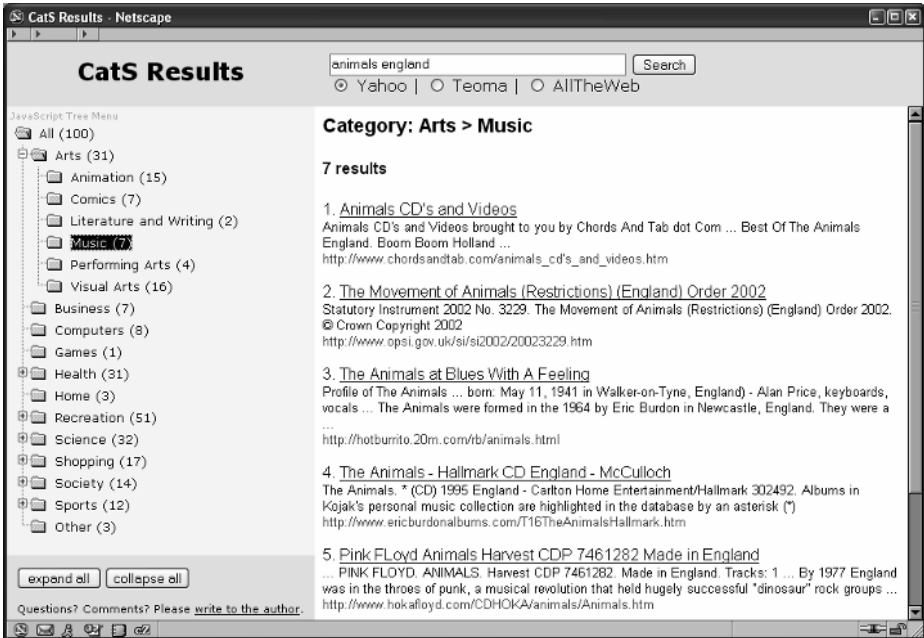 CatS Results - Netscape
CatS Results
animals england
Search
Yahoo | Teoma | AllTheWeb
JavaScript Tree Menu
All (100)
Arts (31)
Animation (15)
Comics (7)
Literature and Writing (2)
Music (7)
Performing Arts (4)
Visual Arts (16)
Business (7)
Computers (8)
Games (1)
Health (31)
Home (3)
Recreation (51)
Science (32)
Shopping (17)
Society (14)
Sports (12)
Other (3)
expand all collapse all
Questions? Comments? Please write to the author.
Category: Arts > Music
7 results
1. Animals CD's and Videos
Animals CD's and Videos brought to you by Chords And Tab dot Com ... Best Of The Animals
England. Boom Boom Holland ...
http://www.chordsandtab.com/animals_cd's_and_videos.htm
2. The Movement of Animals (Restrictions) (England) Order 2002
Statutory Instrument 2002 No. 3229. The Movement of Animals (Restrictions) (England) Order 2002.
© Crown Copyright 2002
http://www.opsi.gov.uk/si/si2002/20023229.htm
3. The Animals at Blues With A Feeling
Profile of The Animals ... born: May 11, 1941 in Walker-on-Tyne, England) - Alan Price, keyboards,
vocals ... The Animals were formed in the 1964 by Eric Burdon in Newcastle, England. They were a
...
http://hotburrito.20m.com/rb/animals.html
4. The Animals - Hallmark CD England - McCulloch
The Animals. * (CD) 1995 England - Carlton Home Entertainment/Hallmark 302492. Albums in
Kojak's personal music collection are highlighted in the database by an asterisk (*)
http://www.ericburdonalbums.com/T16TheAnimalsHallmark.htm
5. Pink FLoyd Animals Harvest CDP 7461282 Made in England
... PINK FLOYD. ANIMALS. Harvest CDP 7461282. Made in England. Tracks: 1 ... By 1977 England
was in the throes of punk, a musical revolution that held hugely successful "dinosaur" rock groups ...
http://www.hokafloyd.com/CDHOKA/animals/Animals.htm